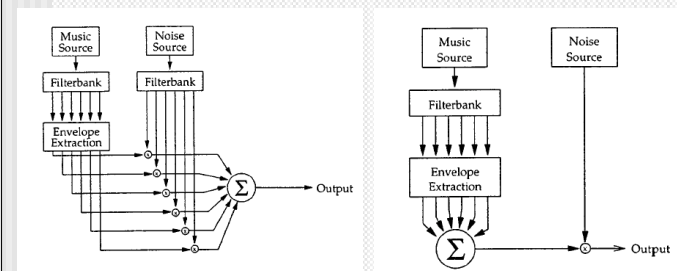 Music
Source
Noise
Source
Filterbank
Filterbank
Envelope
Extraction
x
x
x
x
x
x
Σ
Output
Music
Source
Noise
Source
Filterbank
Envelope
Extraction
Σ
x
Output